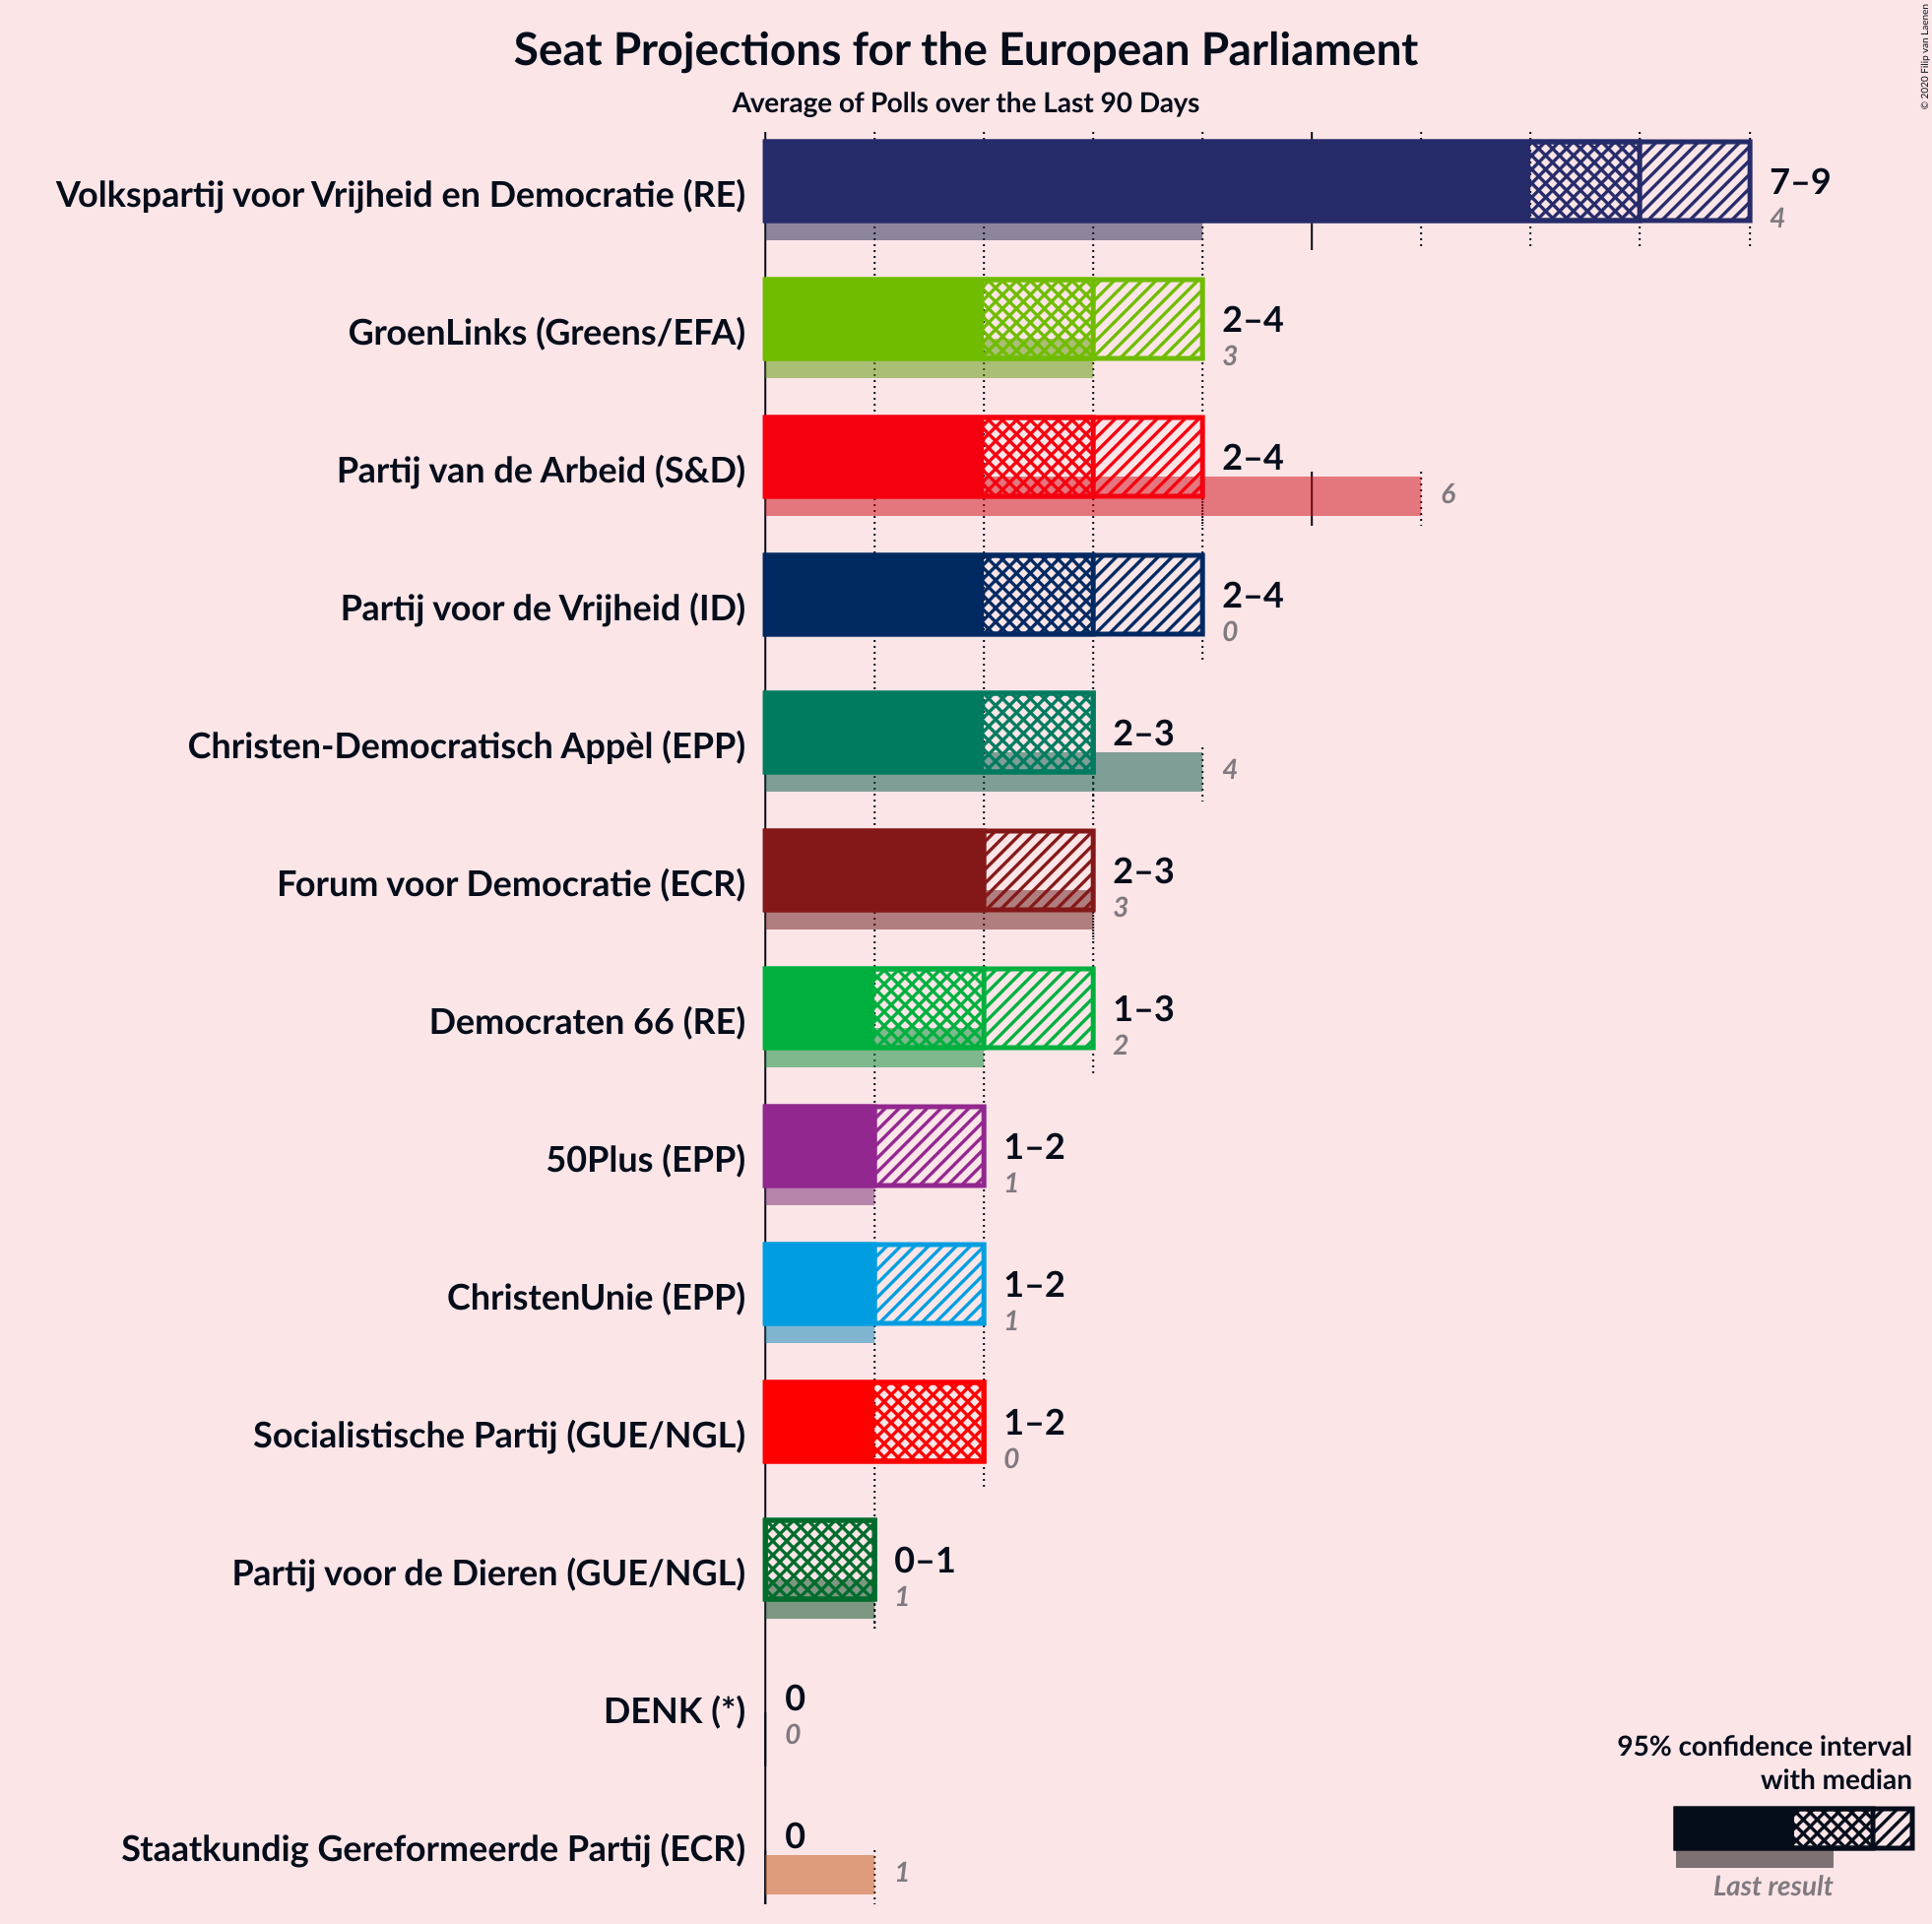 Seat Projections for the European Parliament
Average of Polls over the Last 90 Days
© 2020 Filip van Laenen
Volkspartij voor Vrijheid en Democratie (RE)
7–9
4
GroenLinks (Greens/EFA)
2–4
3
Partij van de Arbeid (S&D)
2–4
6
Partij voor de Vrijheid (ID)
2–4
0
Christen-Democratisch Appèl (EPP)
2–3
4
Forum voor Democratie (ECR)
2–3
3
Democraten 66 (RE)
1–3
2
50Plus (EPP)
1–2
1
ChristenUnie (EPP)
1–2
1
Socialistische Partij (GUE/NGL)
1–2
0
Partij voor de Dieren (GUE/NGL)
0–1
1
DENK (*)
0
0
Staatkundig Gereformeerde Partij (ECR)
0
1
95% confidence interval
with median
Last result